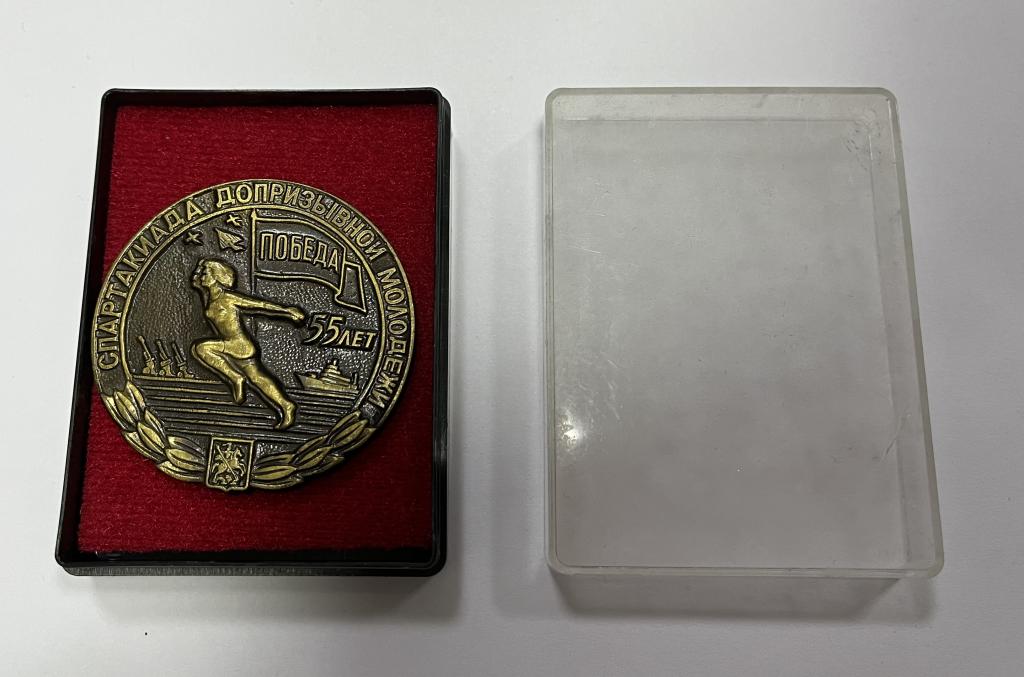 СПАРТАКИАДА ДОПРИЗЫВНОЙ МОЛОДЕЖИ
ПОБЕДА
55 ЛЕТ